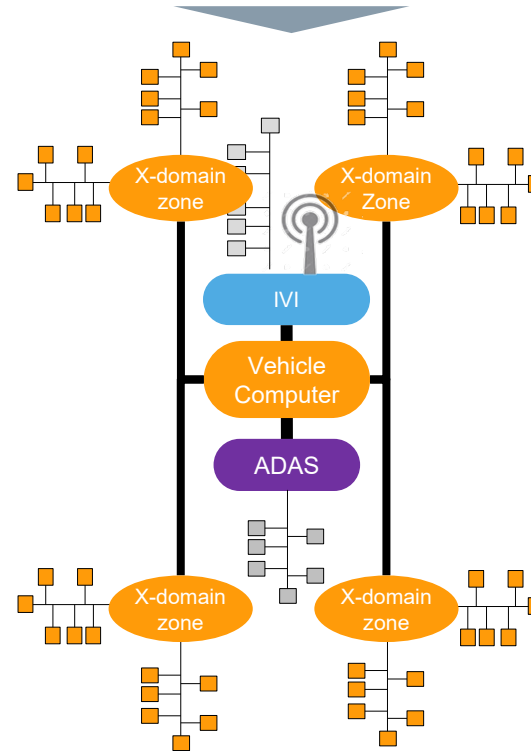 X-domain
zone
X-domain
Zone
IVI
Vehicle
Computer
ADAS
X-domain
zone
X-domain
zone